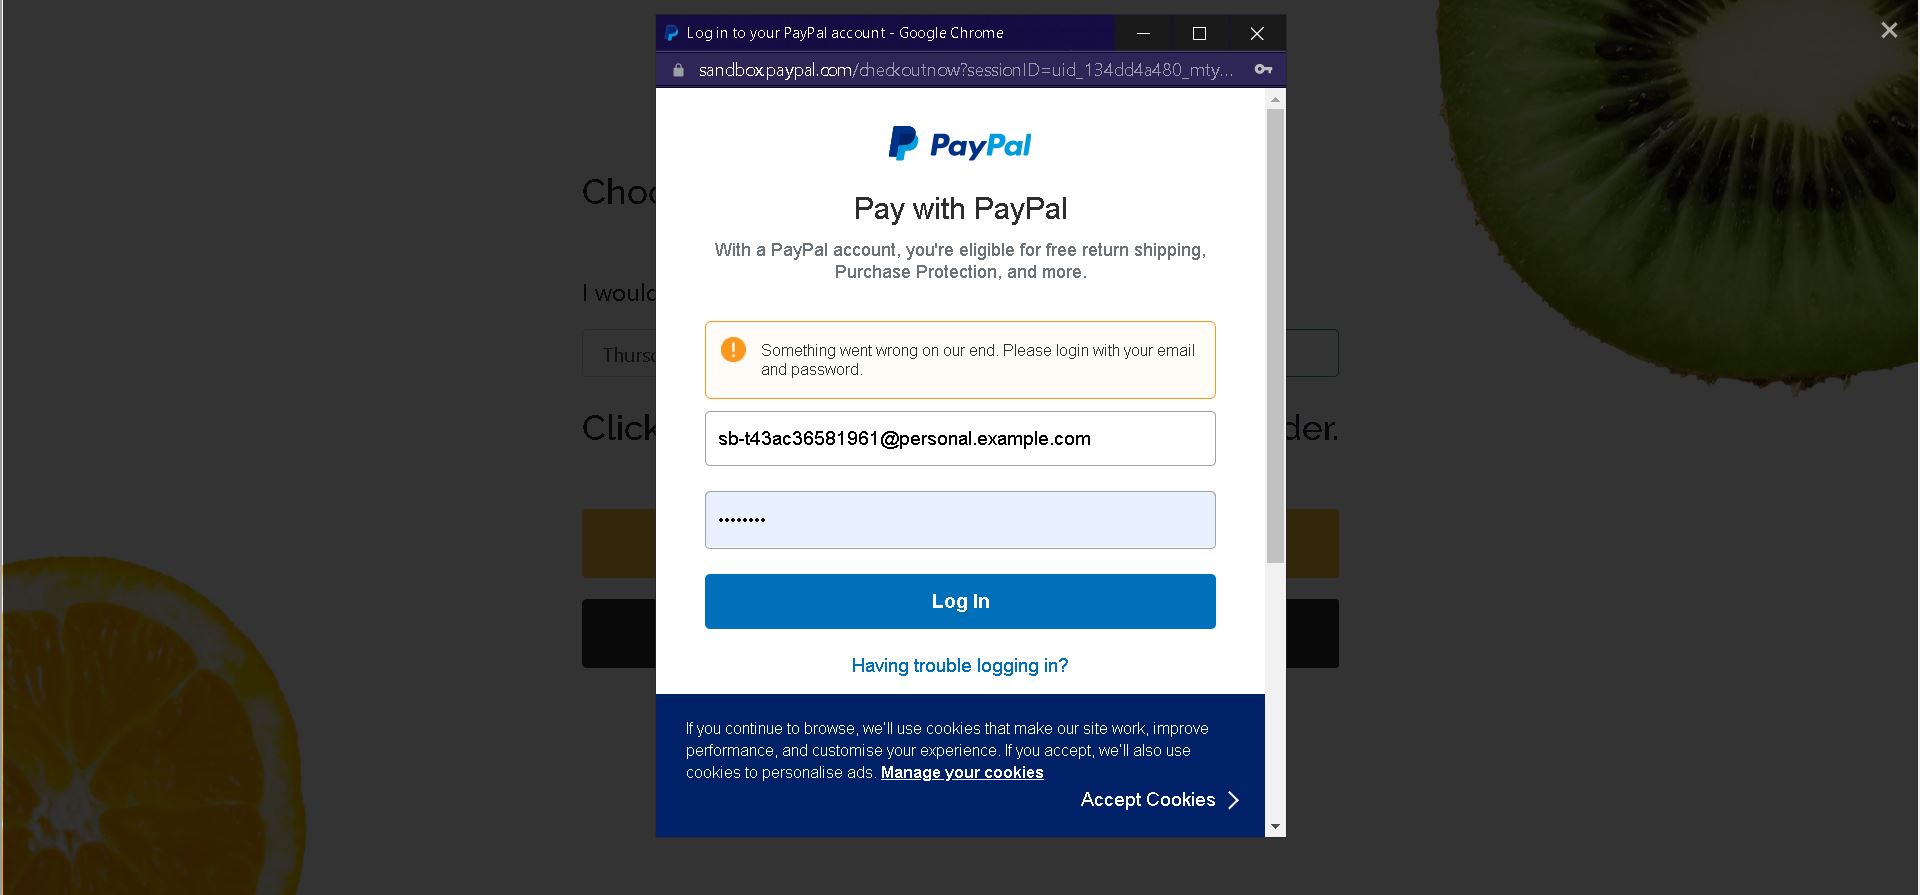 Log in to your PayPal account - Google Chrome
sandbox.paypal.com/checkoutnow?sessionID=uid_134dd4a480_mty...
PayPal
Pay with PayPal
With a PayPal account, you're eligible for free return shipping,
Purchase Protection, and more.
Something went wrong on our end. Please login with your email
and password.
sb-t43ac36581961@personal.example.com
••••••••
Log In
Having trouble logging in?
If you continue to browse, we'll use cookies that make our site work, improve
performance, and customise your experience. If you accept, we'll also use
cookies to personalise ads. Manage your cookies
Accept Cookies
I would
Click